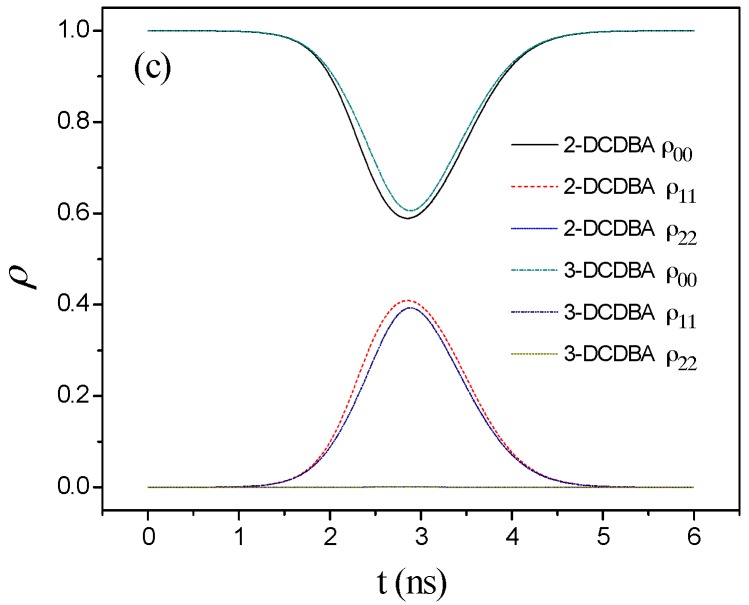 1.0
(c)
0.8
2-DCDBA ρ00
2-DCDBA ρ11
0.6
2-DCDBA ρ22
3-DCDBA ρ00
ρ
0.4
3-DCDBA ρ11
3-DCDBA ρ22
0.2
0.0
0 1 2 3 4 5 6
t (ns)